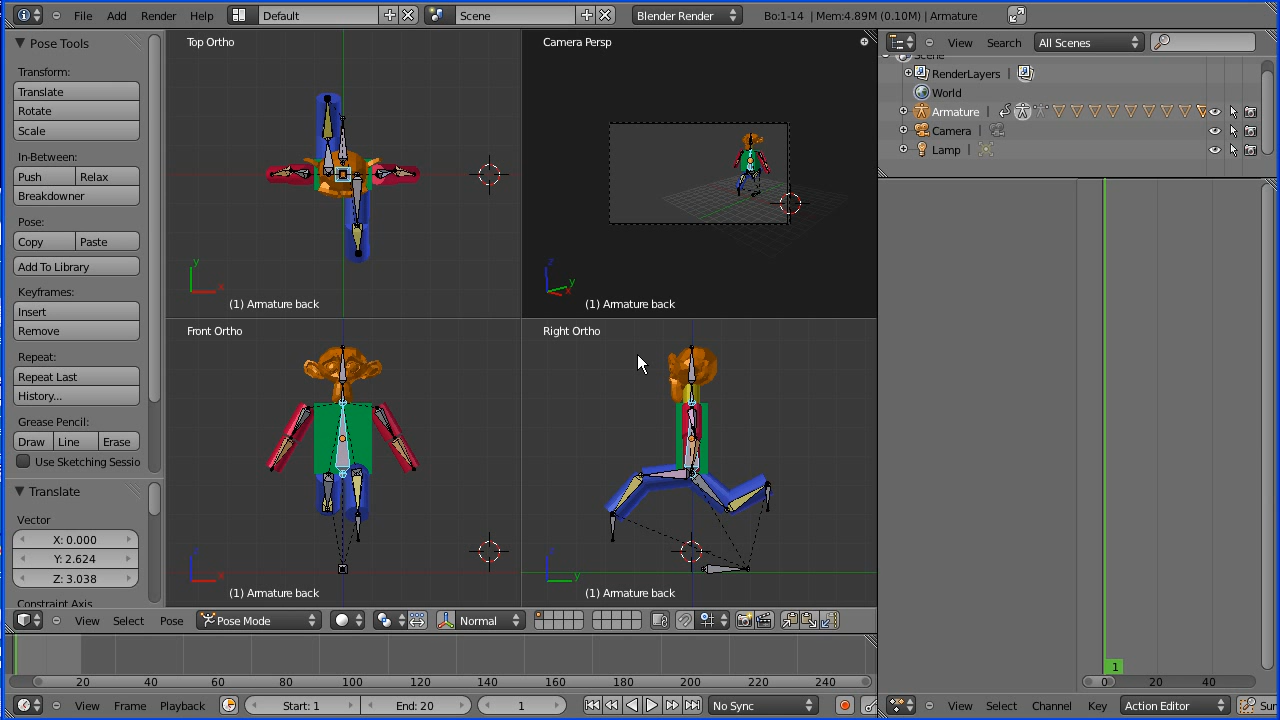 File Add Render Help Default Scene Blender Render Bo:1-14 | Mem:4.89M (0.10M) | Armature
Pose Tools
Transform:
Translate
Rotate
Scale
In-Between:
Push Relax
Breakdowner
Pose:
Copy Paste
Add To Library
Keyframes:
Insert
Remove
Repeat:
Repeat Last
History...
Grease Pencil:
Draw Line Erase
Use Sketching Sessio
Translate
Vector
X: 0.000
Y: 2.624
Z: 3.038
Constraint Axis
Top Ortho
y
x
(1) Armature back
Camera Persp
z
y
x
(1) Armature back
Front Ortho
z
x
(1) Armature back
Right Ortho
z
y
(1) Armature back
View Search All Scenes
Scene
RenderLayers |
World
Armature |
Camera |
Lamp |
View Select Pose Pose Mode Normal
20 40 60 80 100 120 140 160 180 200 220 240
View Frame Playback Start: 1 End: 20 1 No Sync
1
0 20 40
View Select Channel Key Action Editor Sur